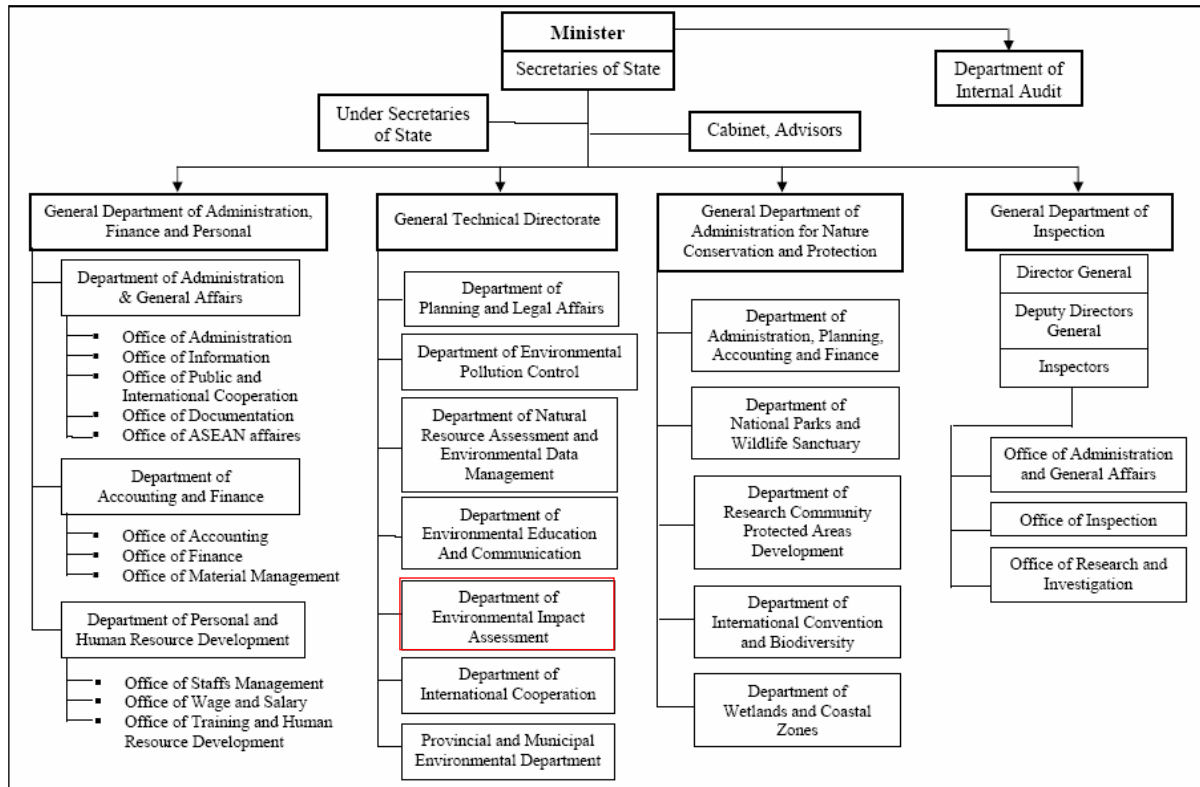 Minister
Secretaries of State
Department of
Internal Audit
Under Secretaries
of State
Cabinet, Advisors
General Department of Administration,
Finance and Personal
Department of Administration
& General Affairs
Office of Administration
Office of Information
Office of Public and
International Cooperation
Office of Documentation
Office of ASEAN affaires
Department of
Accounting and Finance
Office of Accounting
Office of Finance
Office of Material Management
Department of Personal and
Human Resource Development
Office of Staffs Management
Office of Wage and Salary
Office of Training and Human
Resource Development
General Technical Directorate
Department of
Planning and Legal Affairs
Department of Environmental
Pollution Control
Department of Natural
Resource Assessment and
Environmental Data
Management
Department of
Environmental Education
And Communication
Department of
Environmental Impact
Assessment
Department of
International Cooperation
Provincial and Municipal
Environmental Department
General Department of
Administration for Nature
Conservation and Protection
Department of
Administration, Planning,
Accounting and Finance
Department of
National Parks and
Wildlife Sanctuary
Department of
Research Community
Protected Areas
Development
Department of
International Convention
and Biodiversity
Department of
Wetlands and Coastal
Zones
General Department of
Inspection
Director General
Deputy Directors
General
Inspectors
Office of Administration
and General Affairs
Office of Inspection
Office of Research and
Investigation